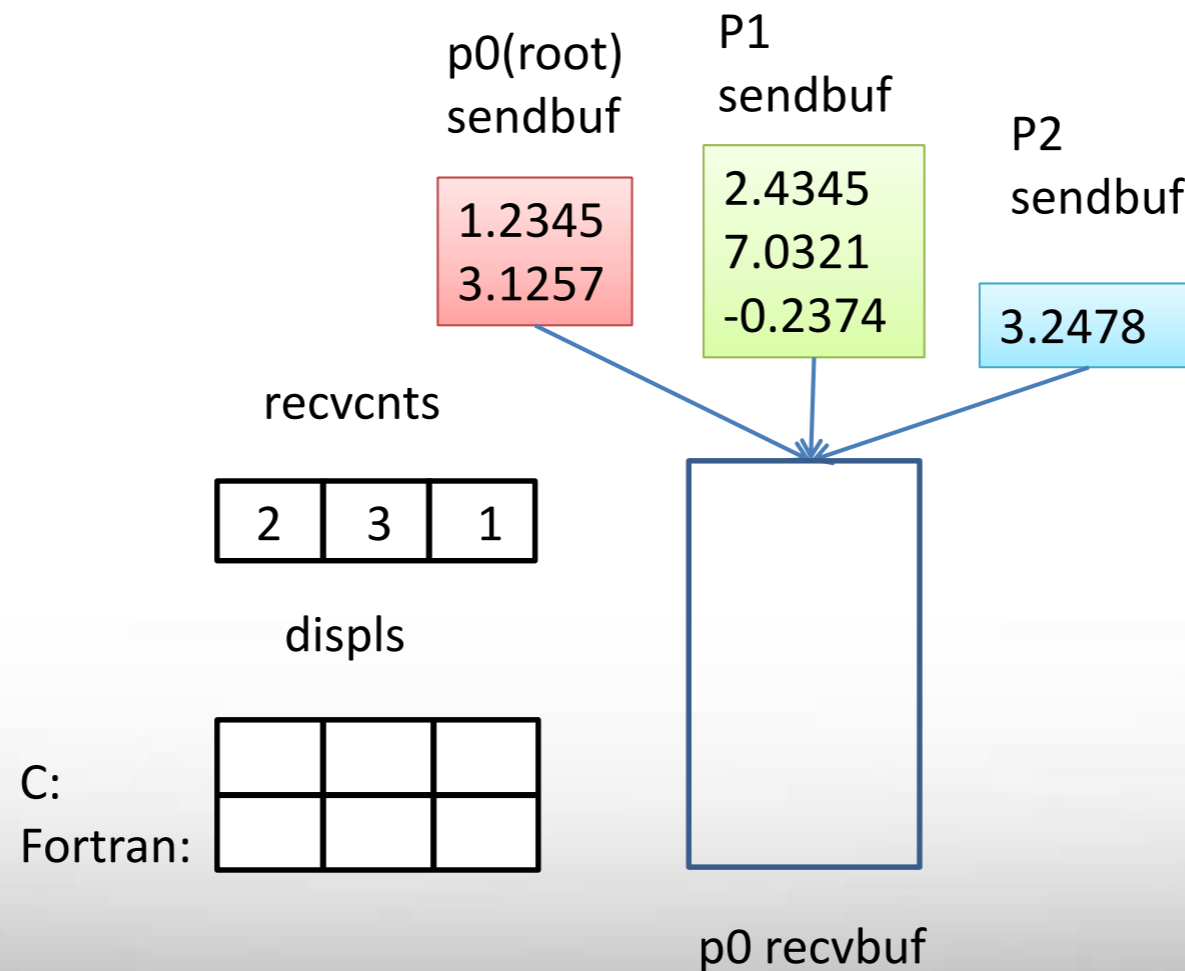 p0(root)
sendbuf
P1
sendbuf
P2
sendbuf
1.2345
3.1257
2.4345
7.0321
-0.2374
3.2478
recvcnts
2 3 1
displs
C:
Fortran:
p0 recvbuf